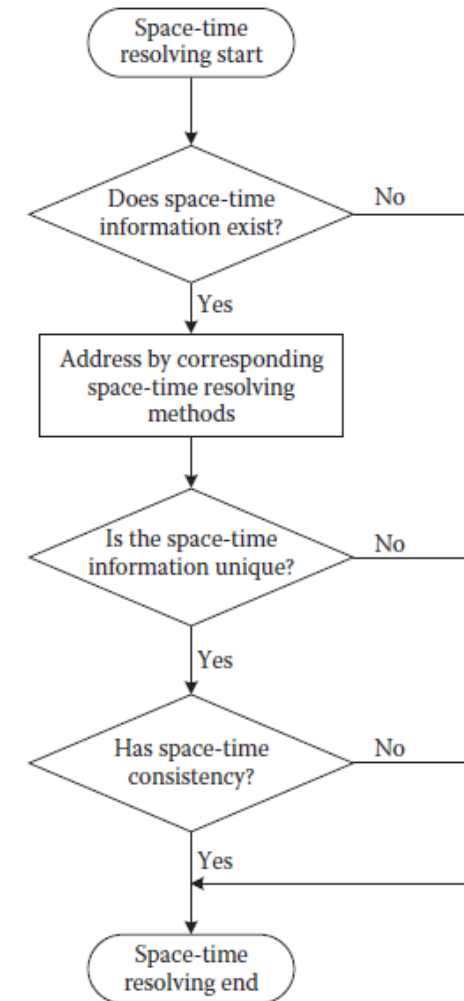 Space-time
resolving start
Does space-time
information exist?
No
Yes
Address by corresponding
space-time resolving
methods
Is the space-time
information unique?
No
Yes
Has space-time
consistency?
No
Yes
Space-time
resolving end